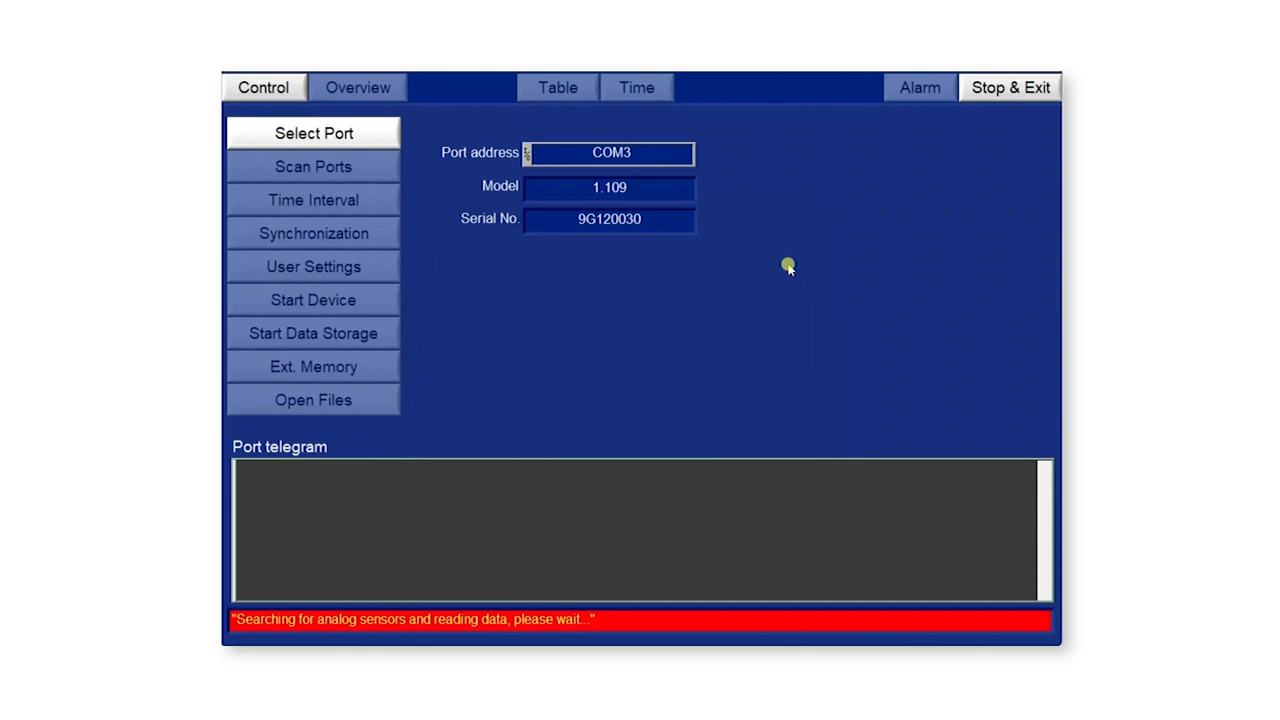 Control Overview Table Time Alarm Stop & Exit
Select Port
Scan Ports
Time Interval
Synchronization
User Settings
Start Device
Start Data Storage
Ext. Memory
Open Files
Port address COM3
Model 1.109
Serial No. 9G120030
Port telegram
"Searching for analog sensors and reading data, please wait..."